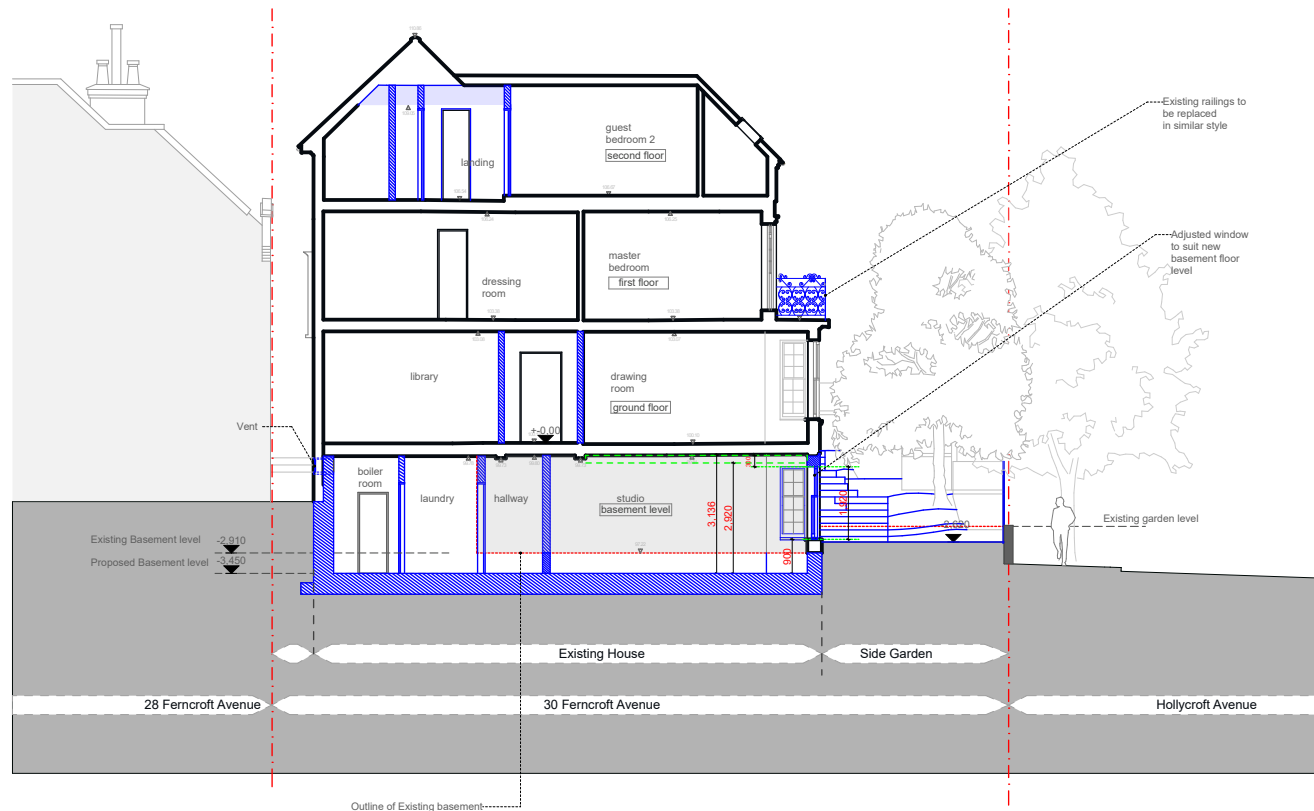 Existing railings to
be replaced
in similar style
guest
bedroom 2
second floor
landing
Adjusted window
to suit new
basement floor
level
dressing
room
master
bedroom
first floor
library
drawing
room
ground floor
Vent
+-0.00
boiler
room
laundry
hallway
studio
basement level
3,136
2,920
1,920
900
Existing garden level
Existing Basement level
-2.910
Proposed Basement level
-3.450
Existing House
Side Garden
28 Ferncroft Avenue
30 Ferncroft Avenue
Hollycroft Avenue
Outline of Existing basement